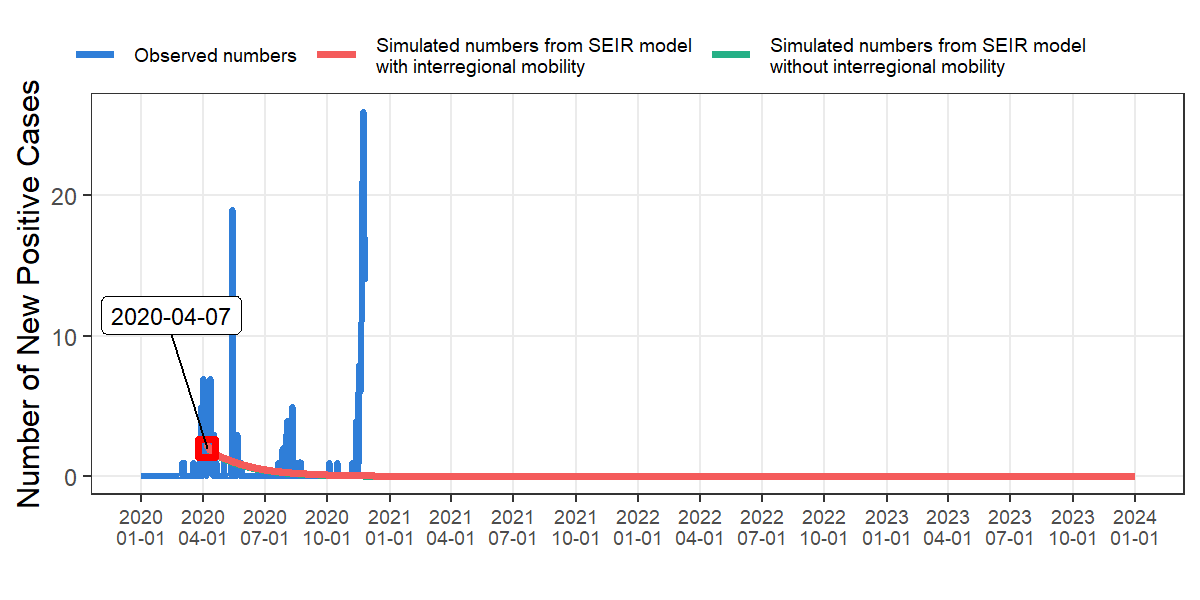 Observed numbers
Simulated numbers from SEIR model
with interregional mobility
Simulated numbers from SEIR model
without interregional mobility
Number of New Positive Cases
20
10
0
2020-04-07
2020 2020 2020 2020 2021 2021 2021 2021 2022 2022 2022 2022 2023 2023 2023 2023 2024
01-01 04-01 07-01 10-01 01-01 04-01 07-01 10-01 01-01 04-01 07-01 10-01 01-01 04-01 07-01 10-01 01-01